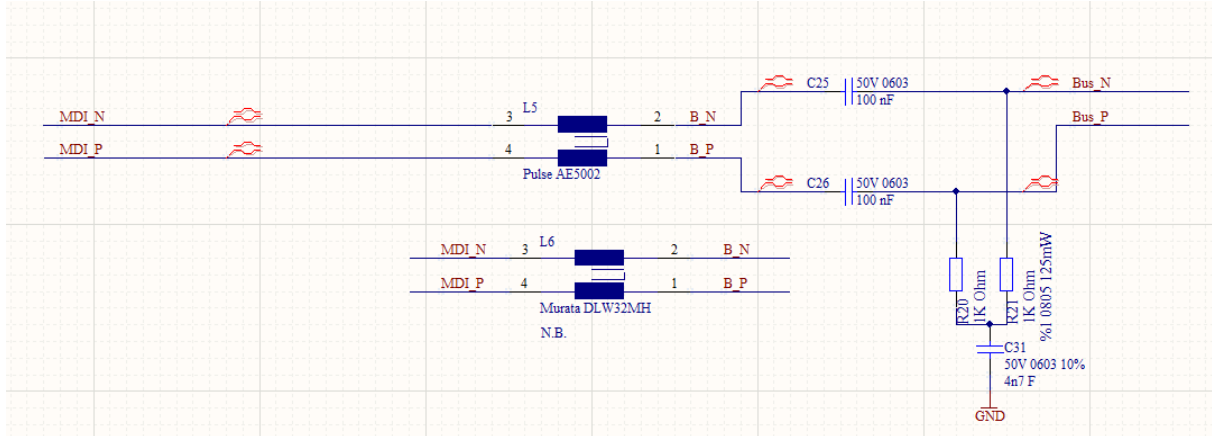 C25
50V 0603
100 nF
Bus_N
MDI_N
3
L5
2
B_N
Bus_P
MDI_P
4
1
B_P
Pulse AE5002
C26
50V 0603
100 nF
MDI_N
3
L6
2
B_N
MDI_P
4
1
B_P
Murata DLW32MH
N.B.
R20
1K Ohm
R21
1K Ohm
%1 0805 125mW
C31
50V 0603 10%
4n7 F
GND